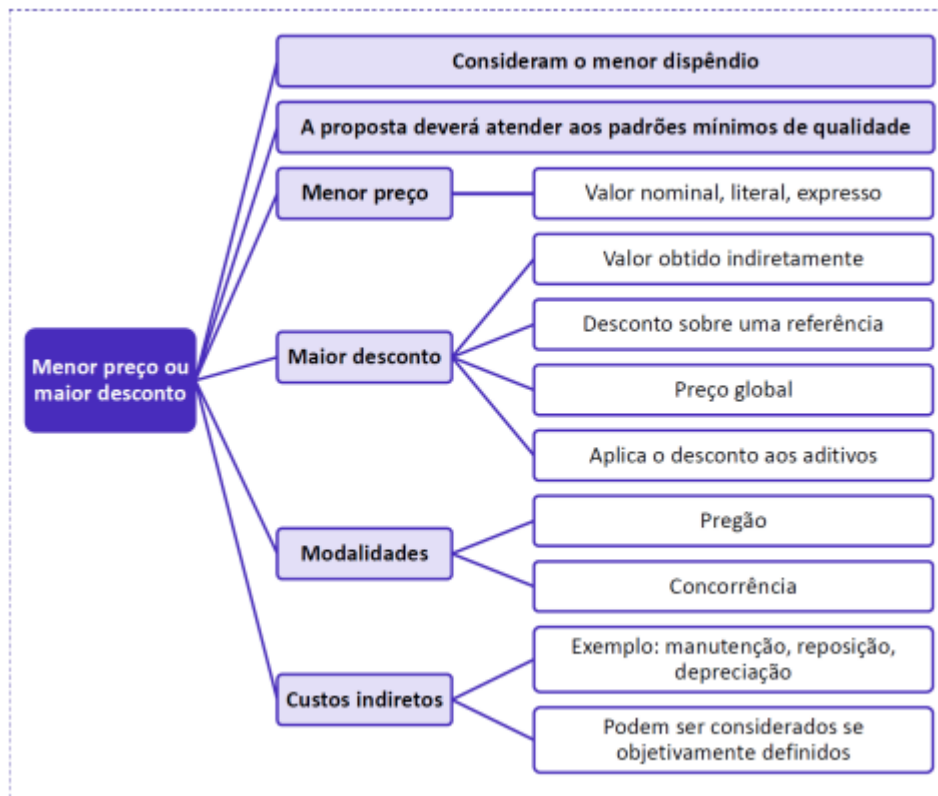 Consideram o menor dispêndio
A proposta deverá atender aos padrões mínimos de qualidade
Menor preço
Valor nominal, literal, expresso
Menor preço ou
maior desconto
Maior desconto
Valor obtido indiretamente
Desconto sobre uma referência
Preço global
Aplica o desconto aos aditivos
Modalidades
Pregão
Concorrência
Custos indiretos
Exemplo: manutenção, reposição,
depreciação
Podem ser considerados se
objetivamente definidos